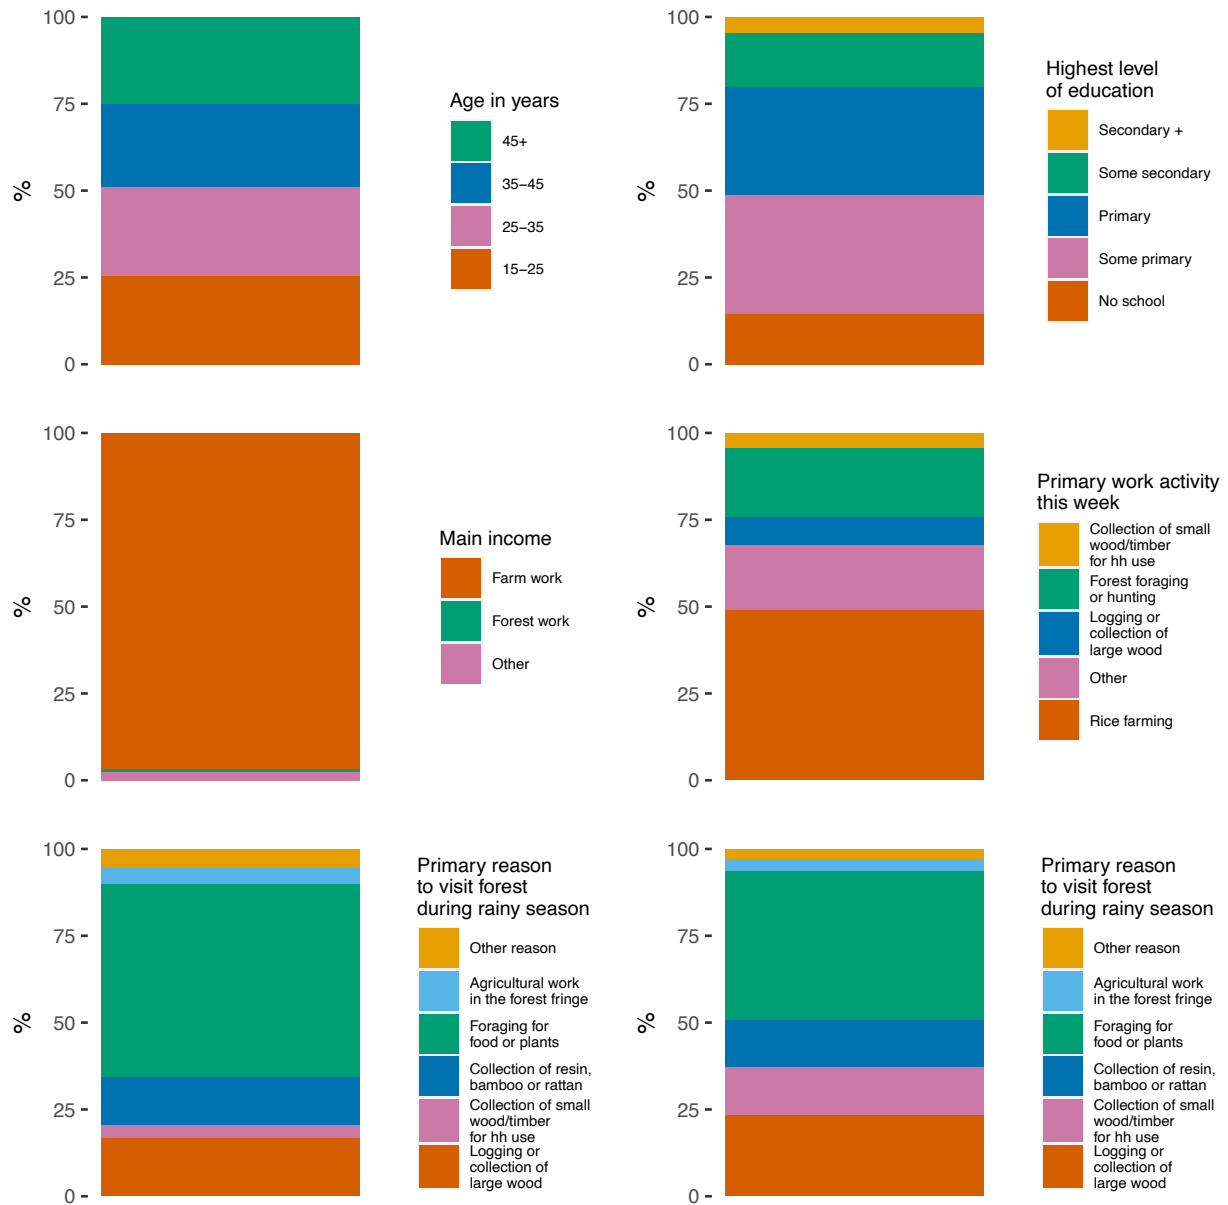 100
75
50
25
0
%
Age in years
45+
35−45
25−35
15−25
100
75
50
25
0
%
Highest level
of education
Secondary +
Some secondary
Primary
Some primary
No school
100
75
50
25
0
%
Main income
Farm work
Forest work
Other
100
75
50
25
0
%
Primary work activity
this week
Collection of small
wood/timber
for hh use
Forest foraging
or hunting
Logging or
collection of
large wood
Other
Rice farming
100
75
50
25
0
%
Primary reason
to visit forest
during rainy season
Other reason
Agricultural work
in the forest fringe
Foraging for
food or plants
Collection of resin,
bamboo or rattan
Collection of small
wood/timber
for hh use
Logging or
collection of
large wood
100
75
50
25
0
%
Primary reason
to visit forest
during rainy season
Other reason
Agricultural work
in the forest fringe
Foraging for
food or plants
Collection of resin,
bamboo or rattan
Collection of small
wood/timber
for hh use
Logging or
collection of
large wood